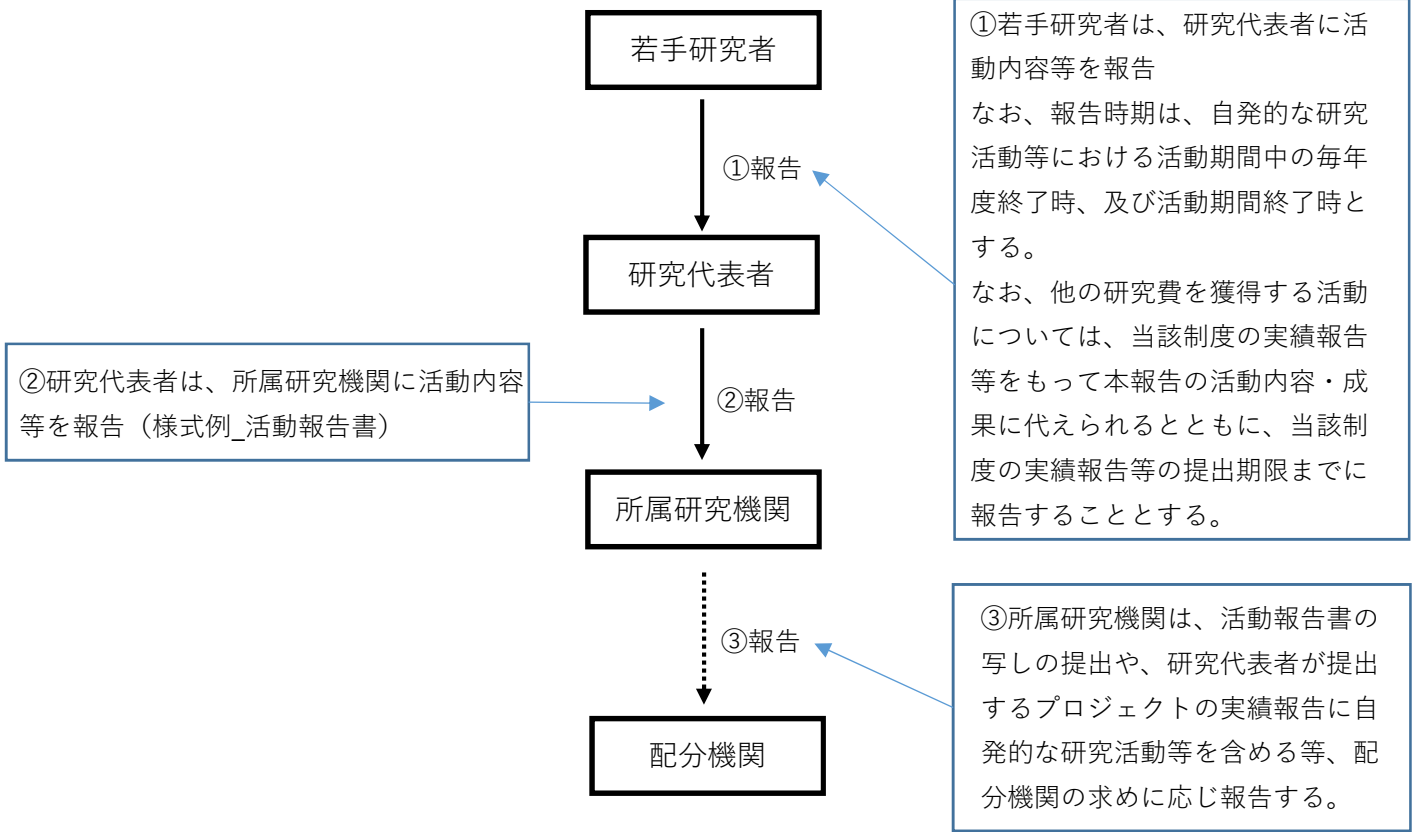 若手研究者
①報告
研究代表者
②報告
所属研究機関
③報告
配分機関
①若手研究者は、研究代表者に活
動内容等を報告
なお、報告時期は、自発的な研究
活動等における活動期間中の毎年
度終了時、及び活動期間終了時と
する。
なお、他の研究費を獲得する活動
については、当該制度の実績報告
等をもって本報告の活動内容・成
果に代えられるとともに、当該制
度の実績報告等の提出期限までに
報告することとする。
②研究代表者は、所属研究機関に活動内容
等を報告（様式例_活動報告書）
③所属研究機関は、活動報告書の
写しの提出や、研究代表者が提出
するプロジェクトの実績報告に自
発的な研究活動等を含める等、配
分機関の求めに応じ報告する。